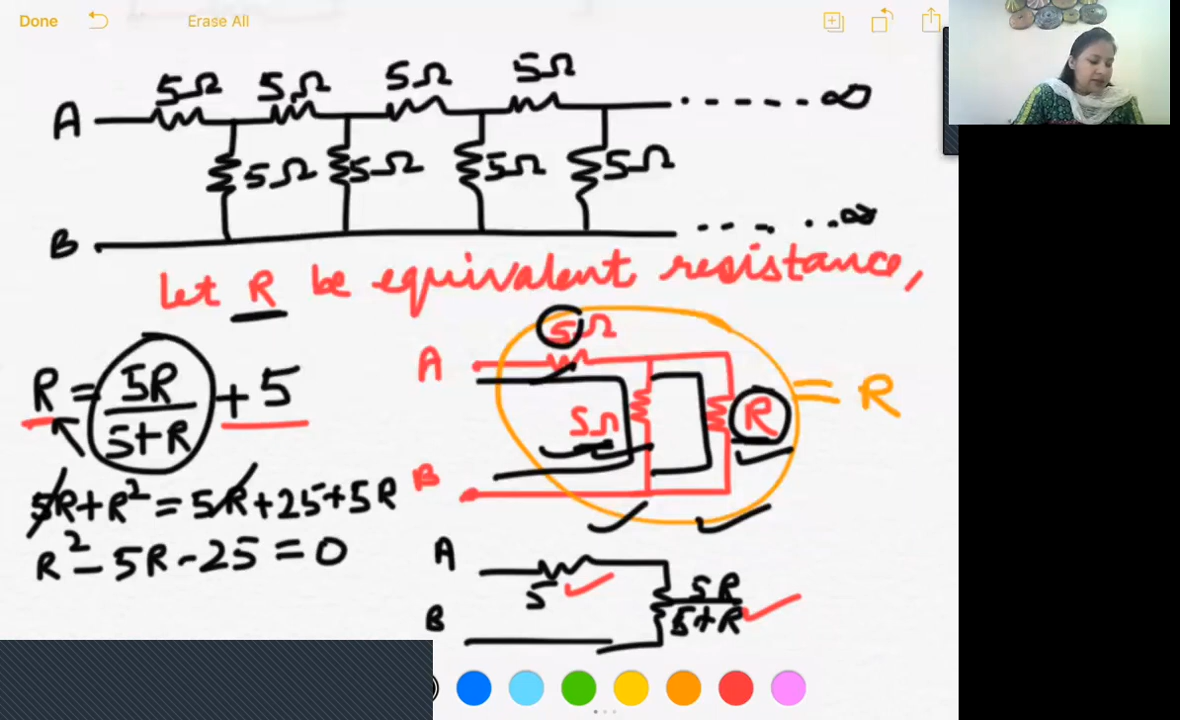 Done Erase All
5Ω 5Ω 5Ω 5Ω
A ∞
5Ω 5Ω 5Ω 5Ω
B ∞
Let R be equivalent resistance,
R = 5R/5+R + 5
5R+R² = 5R+25+5R
R² - 5R - 25 = 0
5Ω
A
5Ω R = R
B
A
5 5R/5+R
B